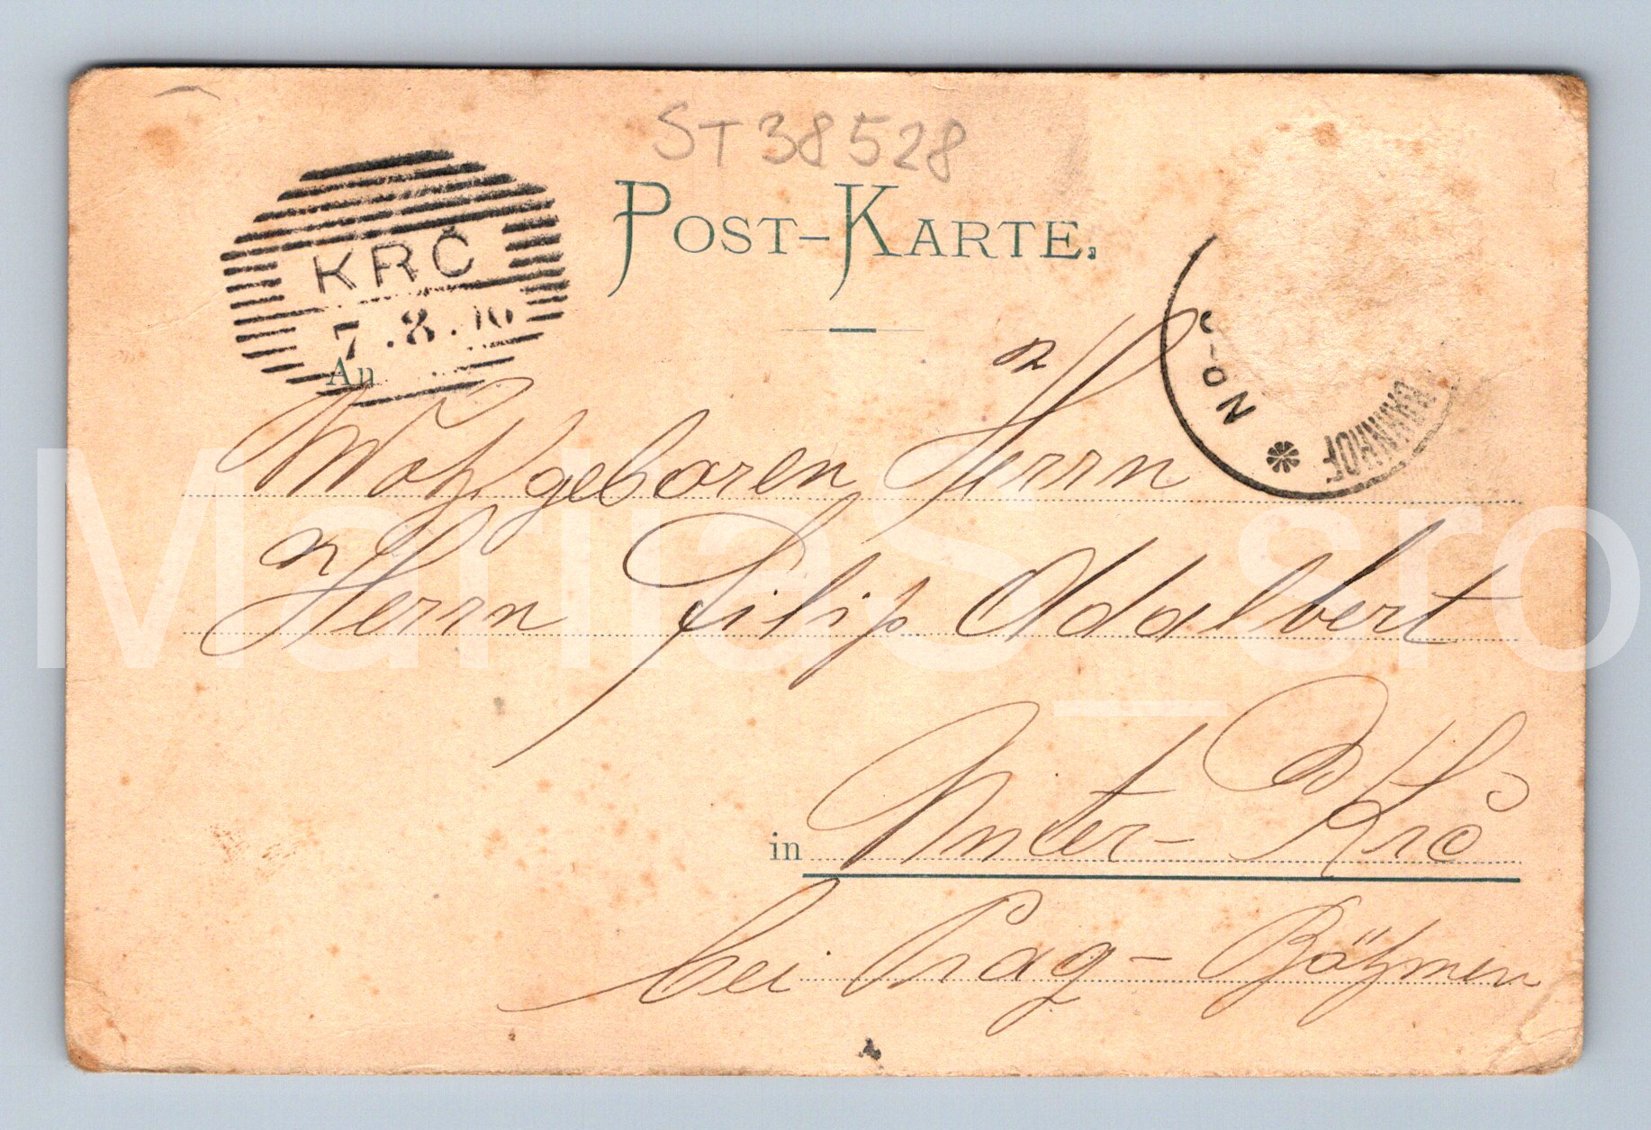 ST38528
POST-KARTE.
KRČ
7.8.
An
Wohlgeboren Herrn
Herrn Filip Adalbert
in Unter-Krč
bei Prag - Böhmen
BAHNHOF
MariaS_sro